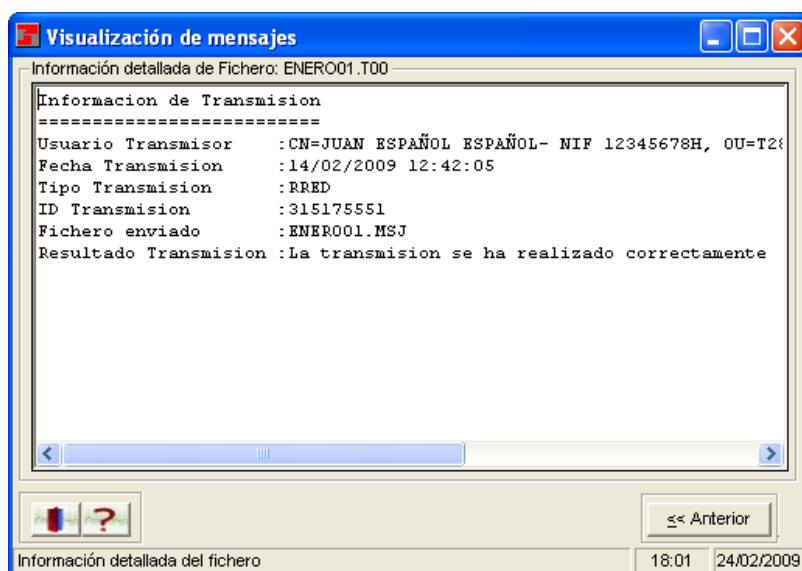 Visualización de mensajes
Información detallada de Fichero: ENERO01.T00
Informacion de Transmision
==========================
Usuario Transmisor :CN=JUAN ESPAÑOL ESPAÑOL- NIF 12345678H, OU=T28
Fecha Transmision :14/02/2009 12:42:05
Tipo Transmision :RRED
ID Transmision :315175551
Fichero enviado :ENERO01.MSJ
Resultado Transmision :La transmision se ha realizado correctamente
<< Anterior
Información detallada del fichero 18:01 24/02/2009